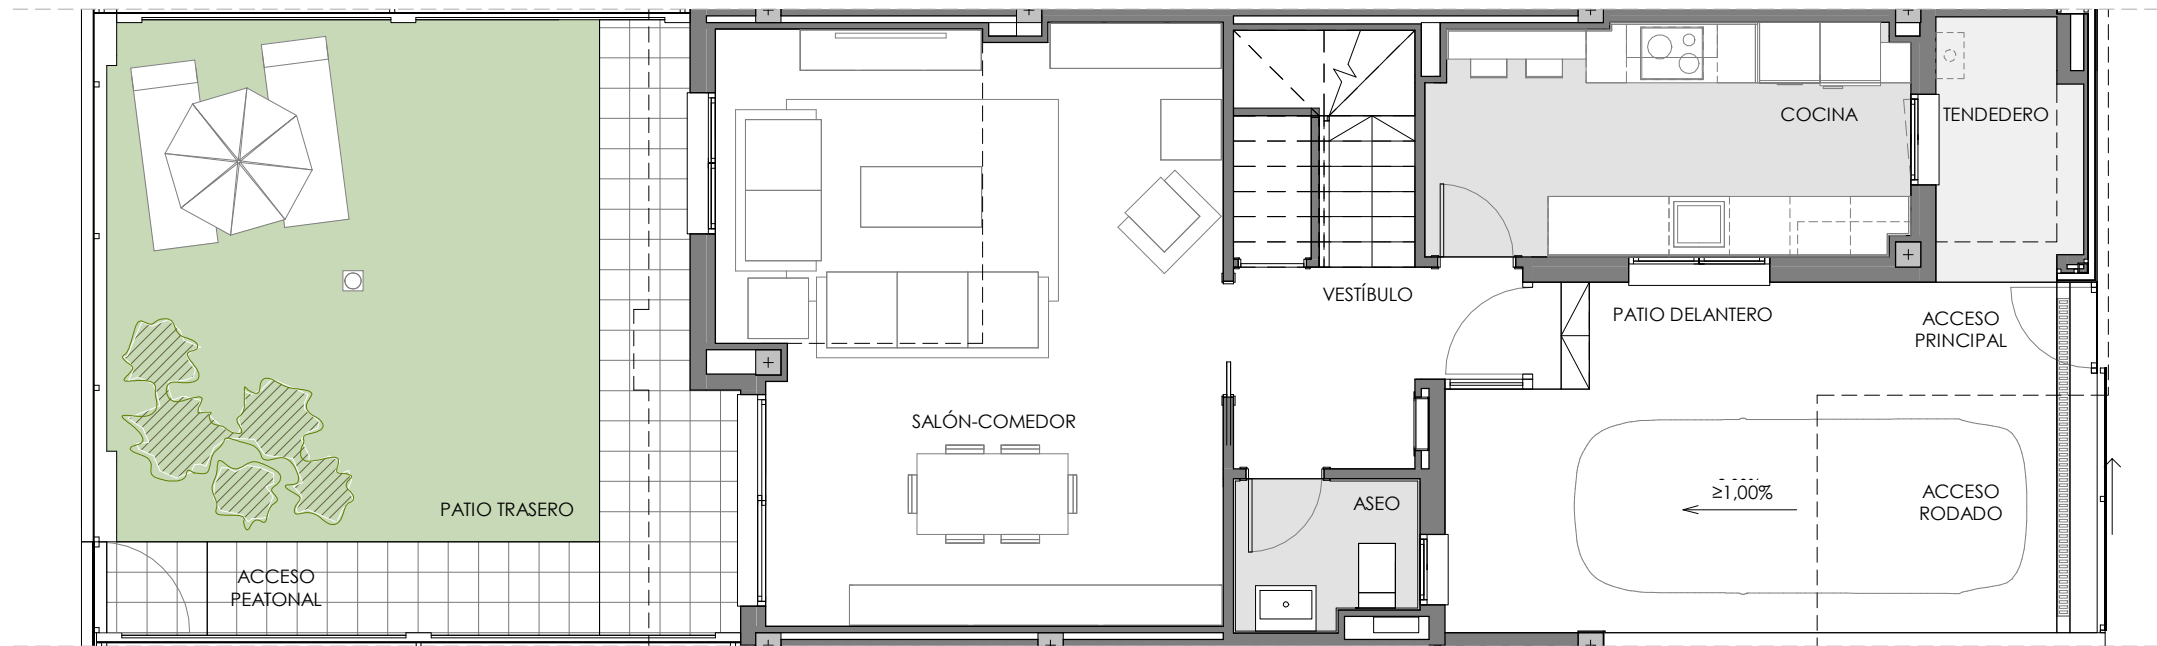 COCINA
TENDEDERO
VESTÍBULO
PATIO DELANTERO
ACCESO
PRINCIPAL
SALÓN-COMEDOR
≥1,00%
ACCESO
RODADO
ASEO
PATIO TRASERO
ACCESO
PEATONAL